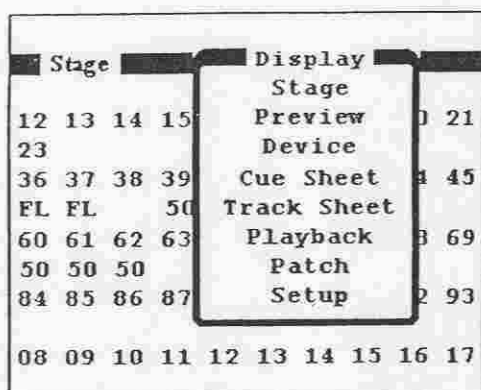 Stage Display
Stage
12 13 14 15 Preview 21
23 Device
36 37 38 39 Cue Sheet 45
FL FL 50 Track Sheet
60 61 62 63 Playback 69
50 50 50 Patch
84 85 86 87 Setup 93
08 09 10 11 12 13 14 15 16 17